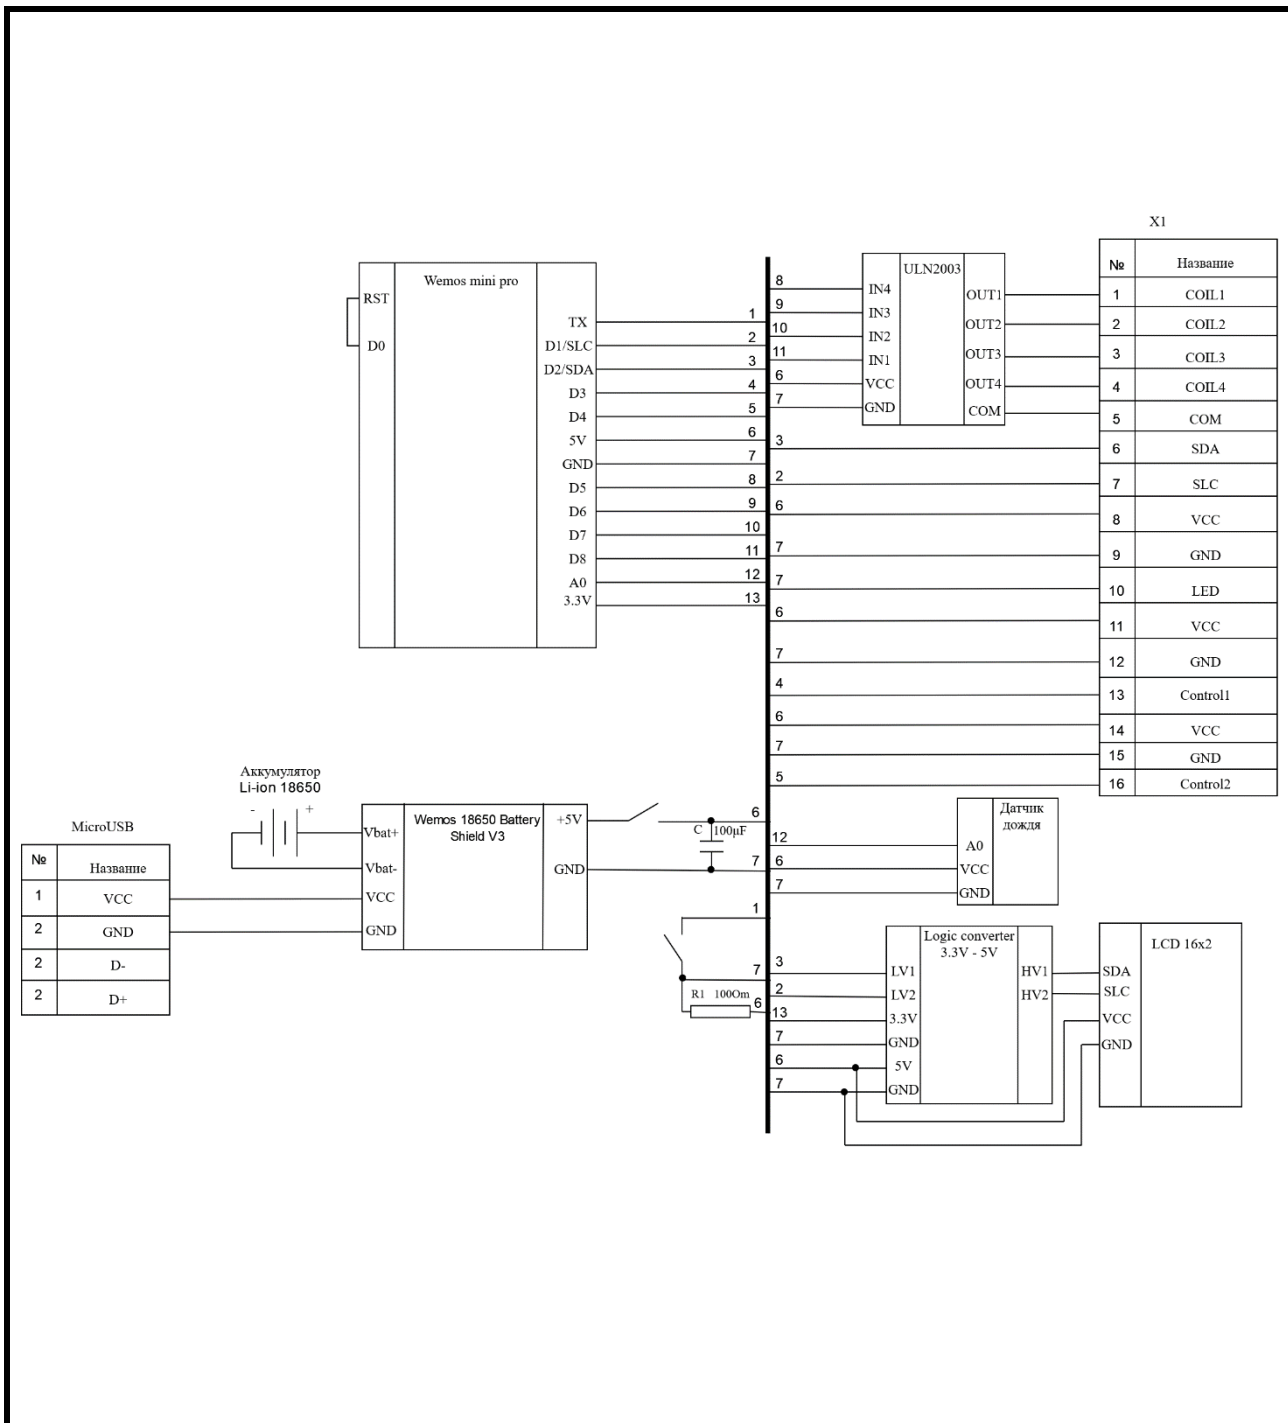 X1
№ Название
1 COIL1
2 COIL2
3 COIL3
4 COIL4
5 COM
6 SDA
7 SLC
8 VCC
9 GND
10 LED
11 VCC
12 GND
13 Control1
14 VCC
15 GND
16 Control2
Wemos mini pro
RST
D0
TX 1
D1/SLC 2
D2/SDA 3
D3 4
D4 5
5V 6
GND 7
D5 8
D6 9
D7 10
D8 11
A0 12
3.3V 13
ULN2003
8 IN4
9 IN3
10 IN2
11 IN1
6 VCC
7 GND
OUT1
OUT2
OUT3
OUT4
COM
3
2
6
7
7
6
7
4
6
7
5
Аккумулятор
Li-ion 18650
- +
MicroUSB
№ Название
1 VCC
2 GND
2 D-
2 D+
Wemos 18650 Battery
Shield V3
Vbat+
Vbat-
VCC
GND
+5V
GND
6
C 100µF
7
1
7
R1 100Om 6
Датчик
дождя
12 A0
6 VCC
7 GND
Logic converter
3.3V - 5V
3 LV1
2 LV2
13 3.3V
7 GND
6 5V
7 GND
HV1
HV2
LCD 16x2
SDA
SLC
VCC
GND